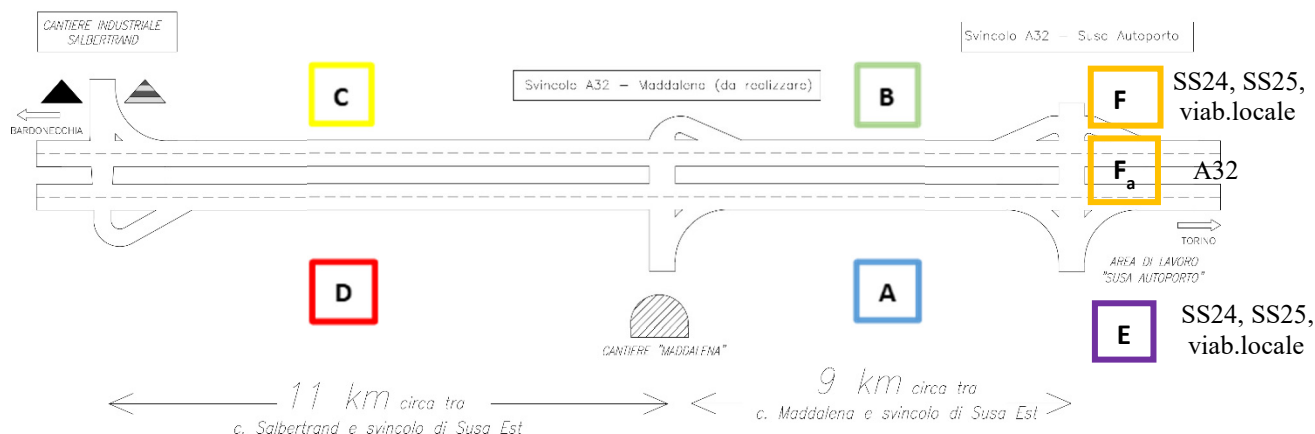 CANTIERE INDUSTRIALE
SALBERTRAND
Svincolo A32 – Susa Autoporto
Svincolo A32 – Maddalena (da realizzare)
C
B
F
SS24, SS25,
viab.locale
BARDONECCHIA
Fa
A32
TORINO
AREA DI LAVORO
"SUSA AUTOPORTO"
D
A
E
SS24, SS25,
viab.locale
CANTIERE "MADDALENA"
11 km circa tra
c. Salbertrand e svincolo di Susa Est
9 km circa tra
c. Maddalena e svincolo di Susa Est